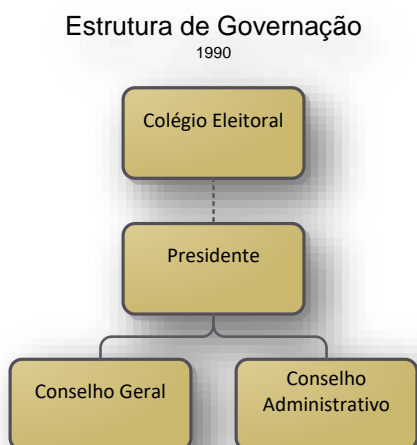 Estrutura de Governação
1990
Colégio Eleitoral
Presidente
Conselho Geral
Conselho
Administrativo